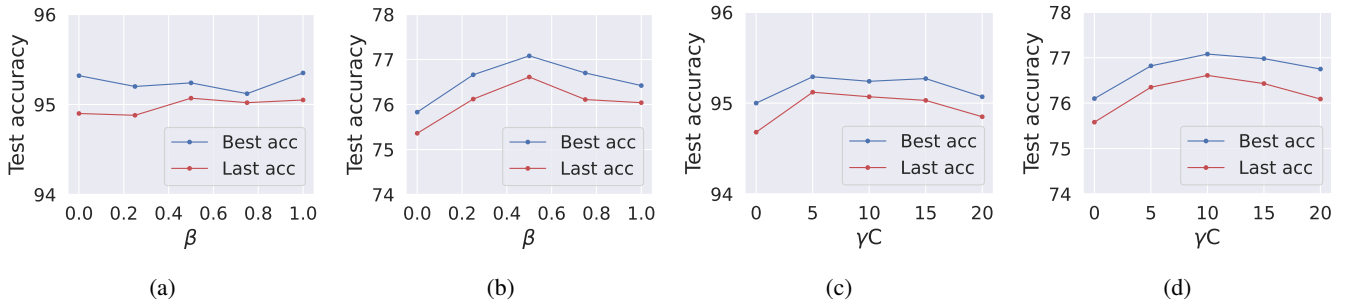 Test accuracy
96
95
94
0.0 0.2 0.4 0.6 0.8 1.0
β
Best acc
Last acc
(a)
Test accuracy
78
77
76
75
74
0.0 0.2 0.4 0.6 0.8 1.0
β
Best acc
Last acc
(b)
Test accuracy
96
95
94
0 5 10 15 20
γC
Best acc
Last acc
(c)
Test accuracy
78
77
76
75
74
0 5 10 15 20
γC
Best acc
Last acc
(d)